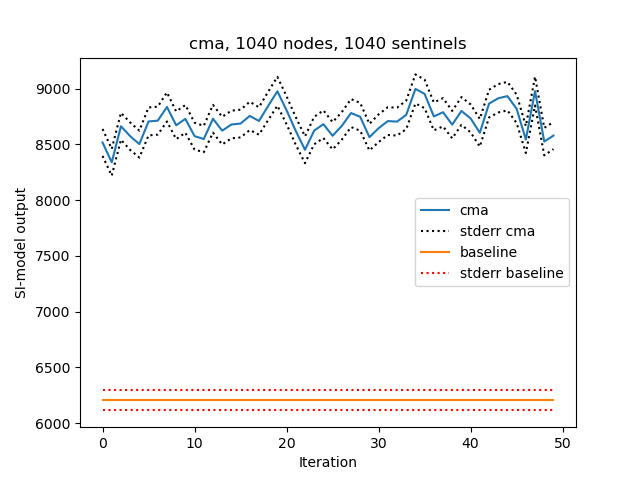 cma, 1040 nodes, 1040 sentinels
SI-model output
9000
8500
8000
7500
7000
6500
6000
cma
stderr cma
baseline
stderr baseline
0 10 20 30 40 50
Iteration